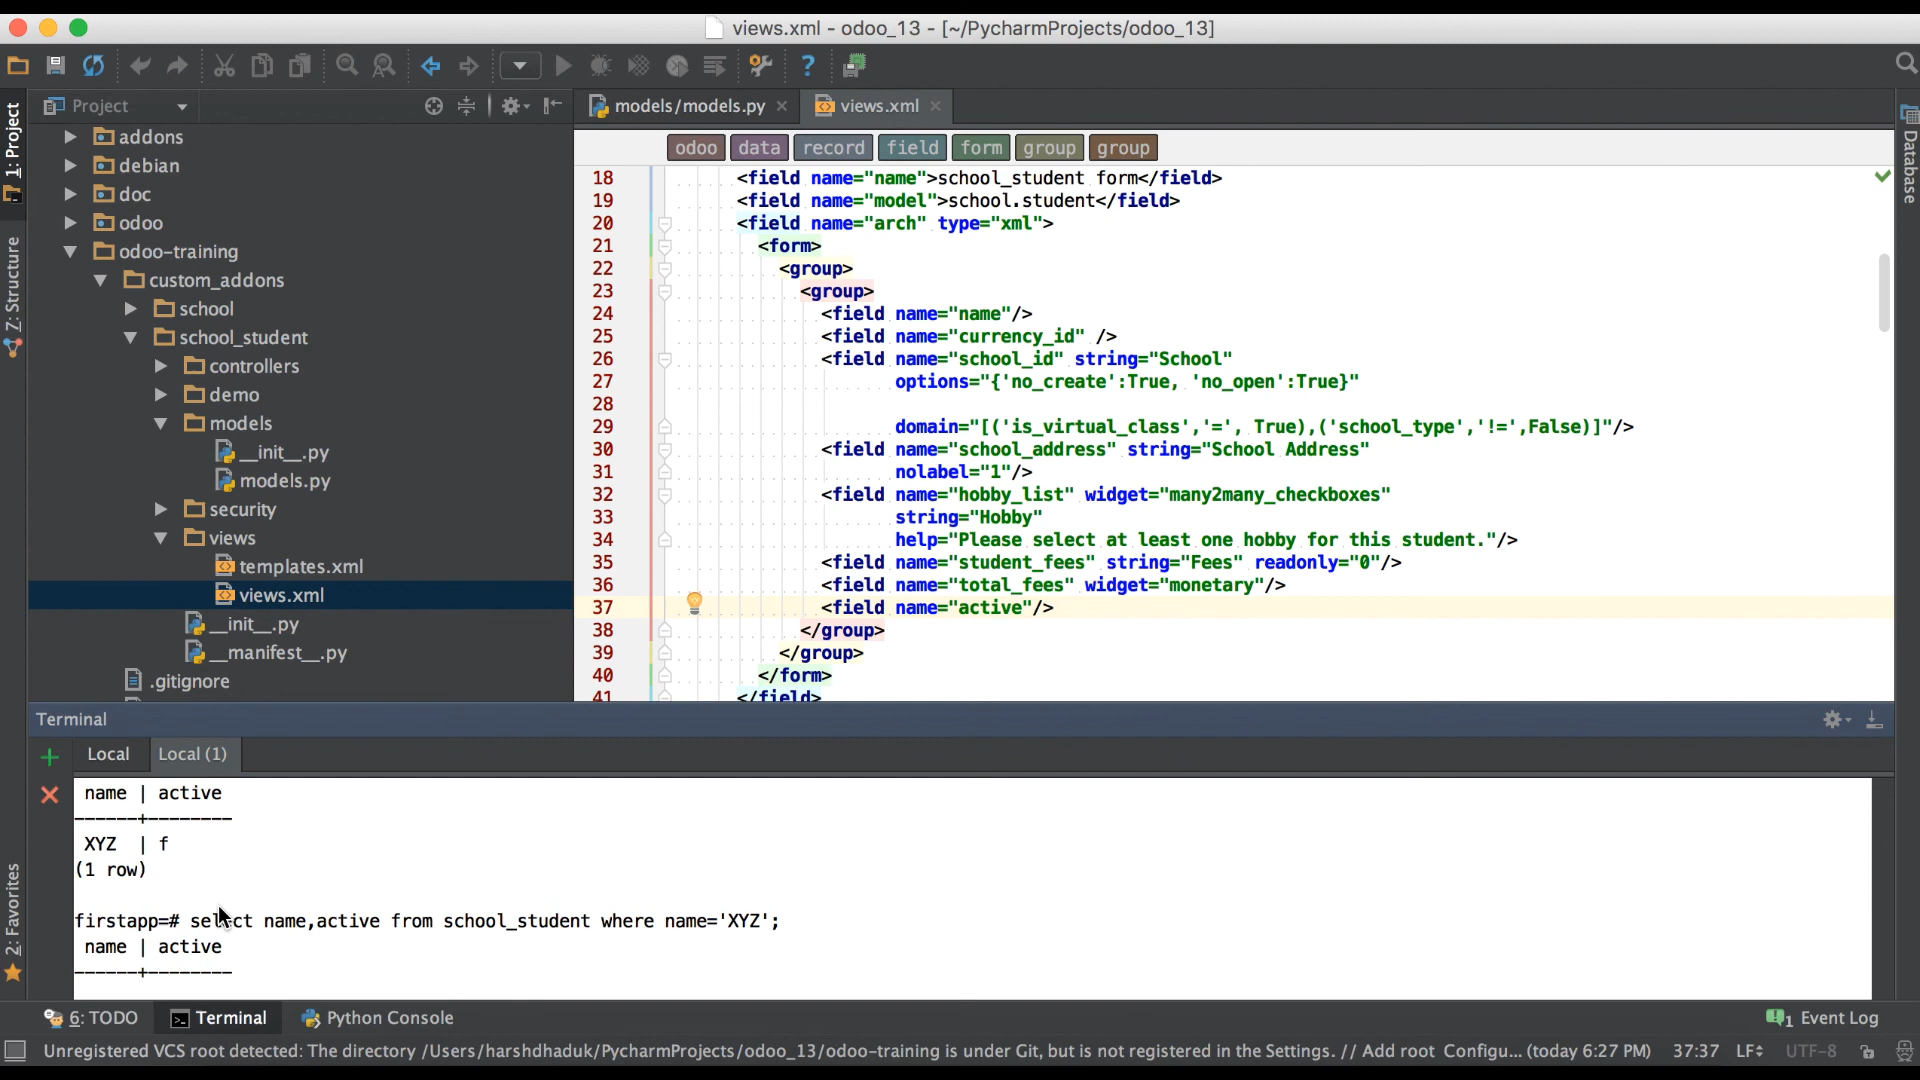 views.xml - odoo_13 - [~/PycharmProjects/odoo_13]
Project
models/models.py
views.xml
1: Project
Z: Structure
2: Favorites
Database
addons
debian
doc
odoo
odoo-training
custom_addons
school
school_student
controllers
demo
models
__init__.py
models.py
security
views
templates.xml
views.xml
__init__.py
__manifest__.py
.gitignore
odoo data record field form group group
18 <field name="name">school_student form</field>
19 <field name="model">school.student</field>
20 <field name="arch" type="xml">
21 <form>
22 <group>
23 <group>
24 <field name="name"/>
25 <field name="currency_id" />
26 <field name="school_id" string="School"
27 options="{'no_create':True, 'no_open':True}"
28
29 domain="[('is_virtual_class','=', True),('school_type','!=',False)]"/>
30 <field name="school_address" string="School Address"
31 nolabel="1"/>
32 <field name="hobby_list" widget="many2many_checkboxes"
33 string="Hobby"
34 help="Please select at least one hobby for this student."/>
35 <field name="student_fees" string="Fees" readonly="0"/>
36 <field name="total_fees" widget="monetary"/>
37 <field name="active"/>
38 </group>
39 </group>
40 </form>
41 </field>
Terminal
Local Local (1)
name | active
------+--------
XYZ | f
(1 row)
firstapp=# select name,active from school_student where name='XYZ';
name | active
------+--------
6: TODO Terminal Python Console 1 Event Log
Unregistered VCS root detected: The directory /Users/harshdhaduk/PycharmProjects/odoo_13/odoo-training is under Git, but is not registered in the Settings. // Add root Configu... (today 6:27 PM) 37:37 LF UTF-8